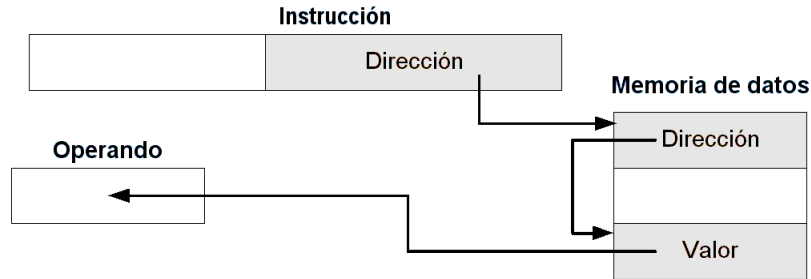 Instrucción
Dirección
Memoria de datos
Dirección
Operando
Valor